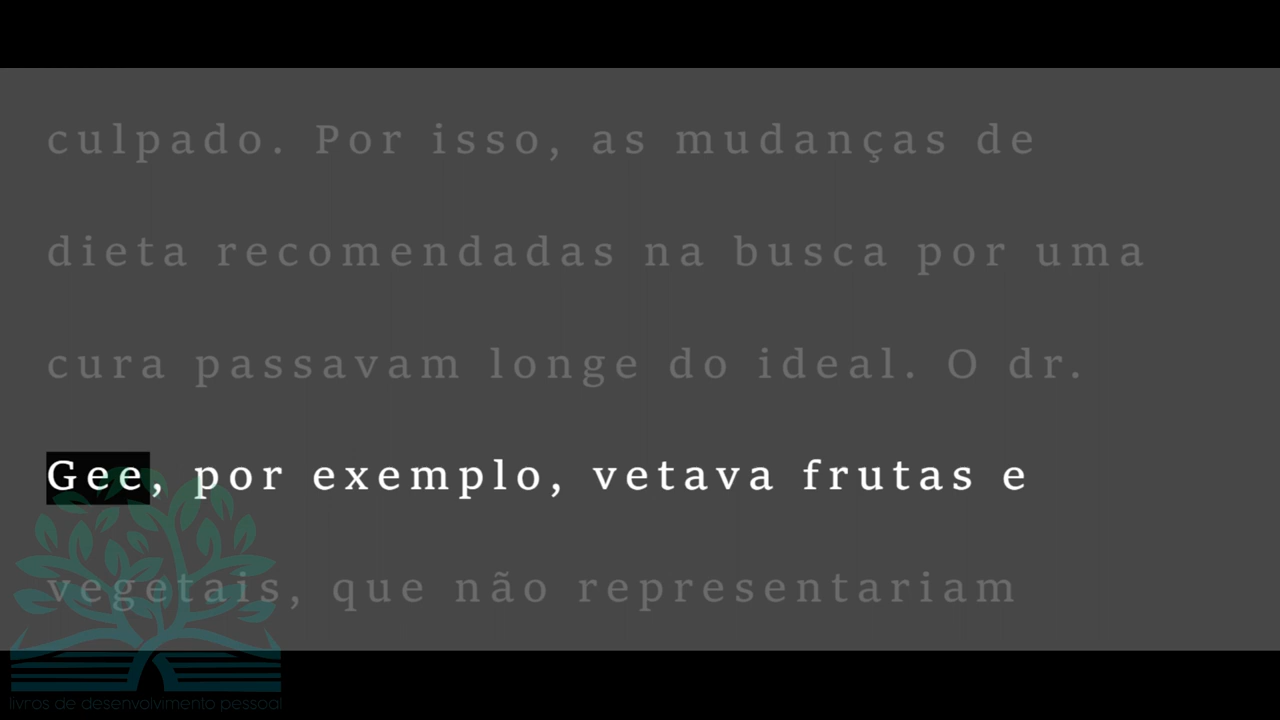 culpado. Por isso, as mudanças de
dieta recomendadas na busca por uma
cura passavam longe do ideal. O dr.
Gee, por exemplo, vetava frutas e
vegetais, que não representariam
livros de desenvolvimento pessoal